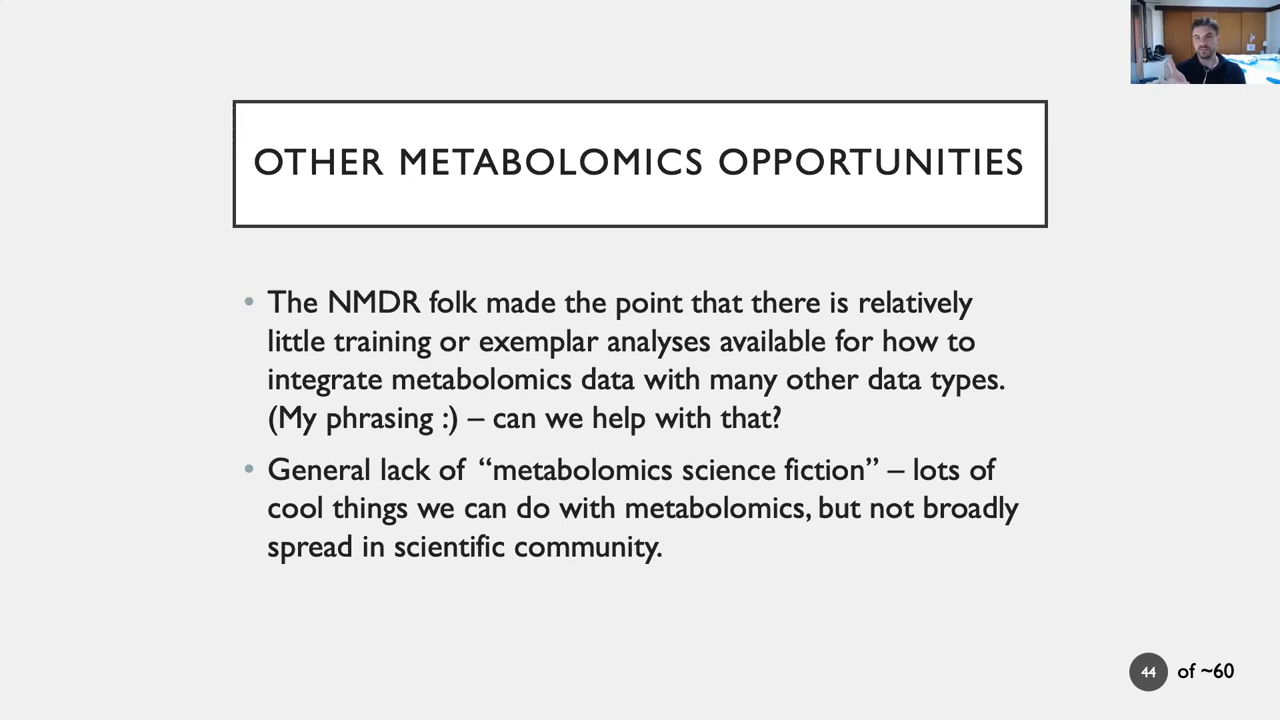 OTHER METABOLOMICS OPPORTUNITIES
• The NMDR folk made the point that there is relatively
little training or exemplar analyses available for how to
integrate metabolomics data with many other data types.
(My phrasing :) – can we help with that?
• General lack of “metabolomics science fiction” – lots of
cool things we can do with metabolomics, but not broadly
spread in scientific community.
44 of ~60